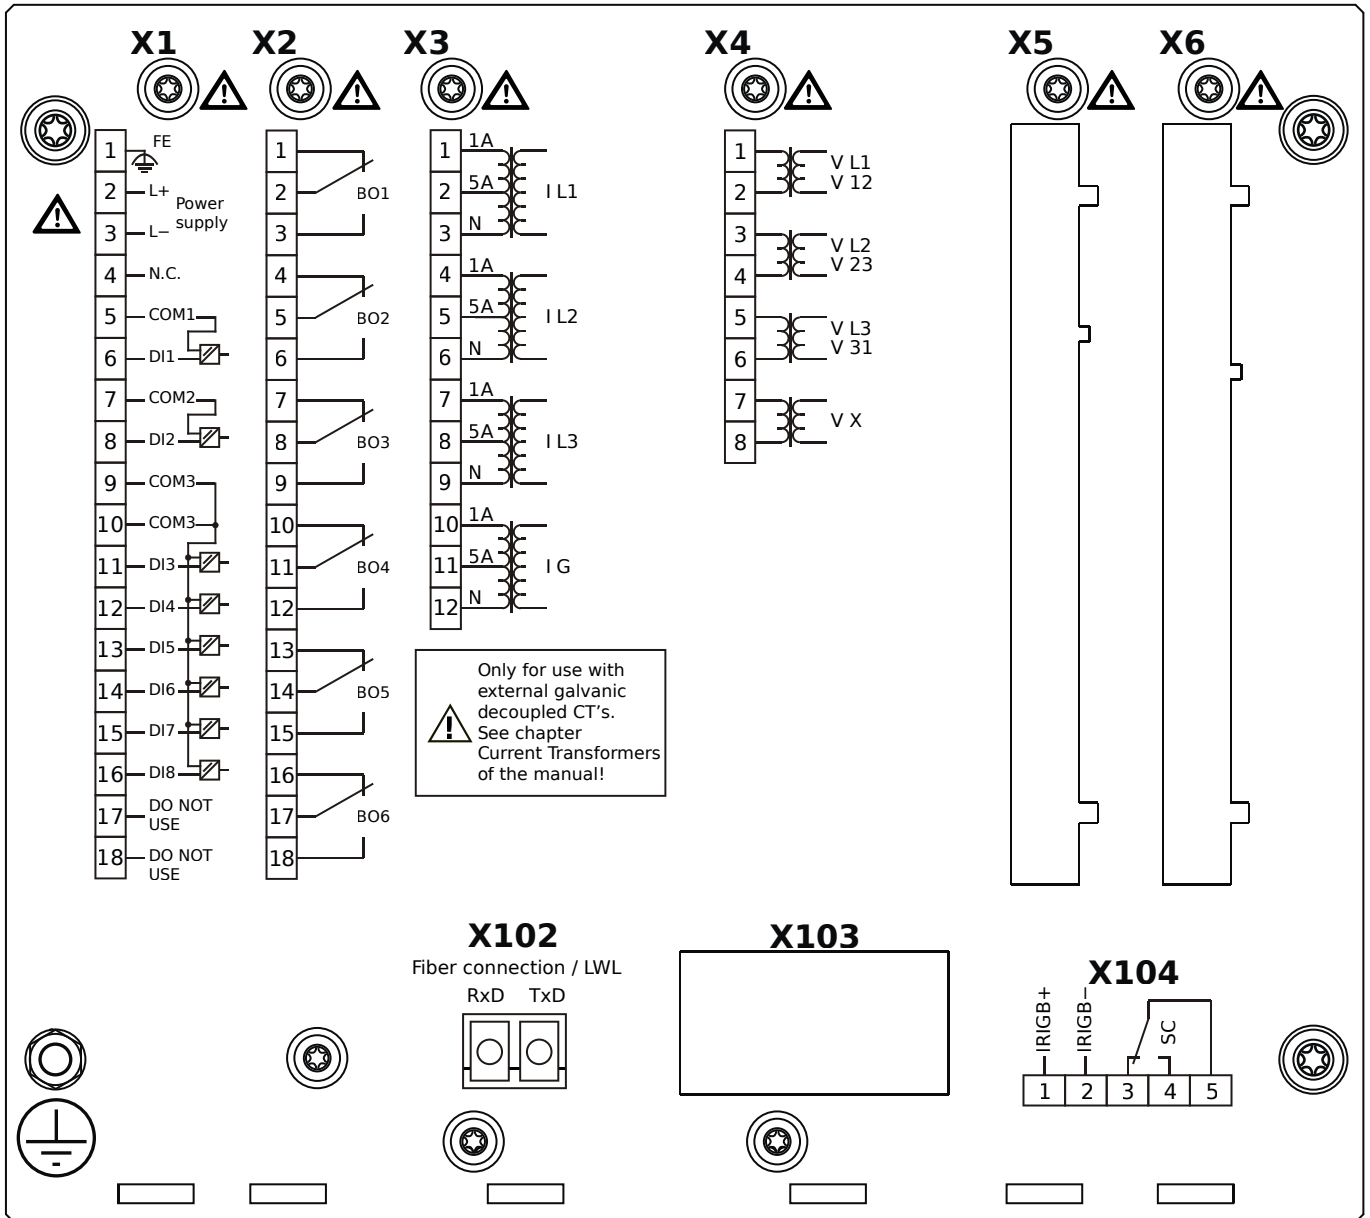 X1
X2
X3
X4
X5
X6
1
FE
2
L+
Power
supply
3
L−
4
N.C.
5
COM1
6
DI1
7
COM2
8
DI2
9
COM3
10
COM3
11
DI3
12
DI4
13
DI5
14
DI6
15
DI7
16
DI8
17
DO NOT
USE
18
DO NOT
USE
1
2
BO1
3
4
5
BO2
6
7
8
BO3
9
10
11
BO4
12
13
14
BO5
15
16
17
BO6
18
1
1A
2
5A
I L1
3
N
4
1A
5
5A
I L2
6
N
7
1A
8
5A
I L3
9
N
10
1A
11
5A
I G
12
N
Only for use with
external galvanic
decoupled CT's.
See chapter
Current Transformers
of the manual!
1
V L1
2
V 12
3
V L2
4
V 23
5
V L3
6
V 31
7
V X
8
X102
Fiber connection / LWL
RxD TxD
X103
X104
IRIGB+
IRIGB−
SC
1 2 3 4 5